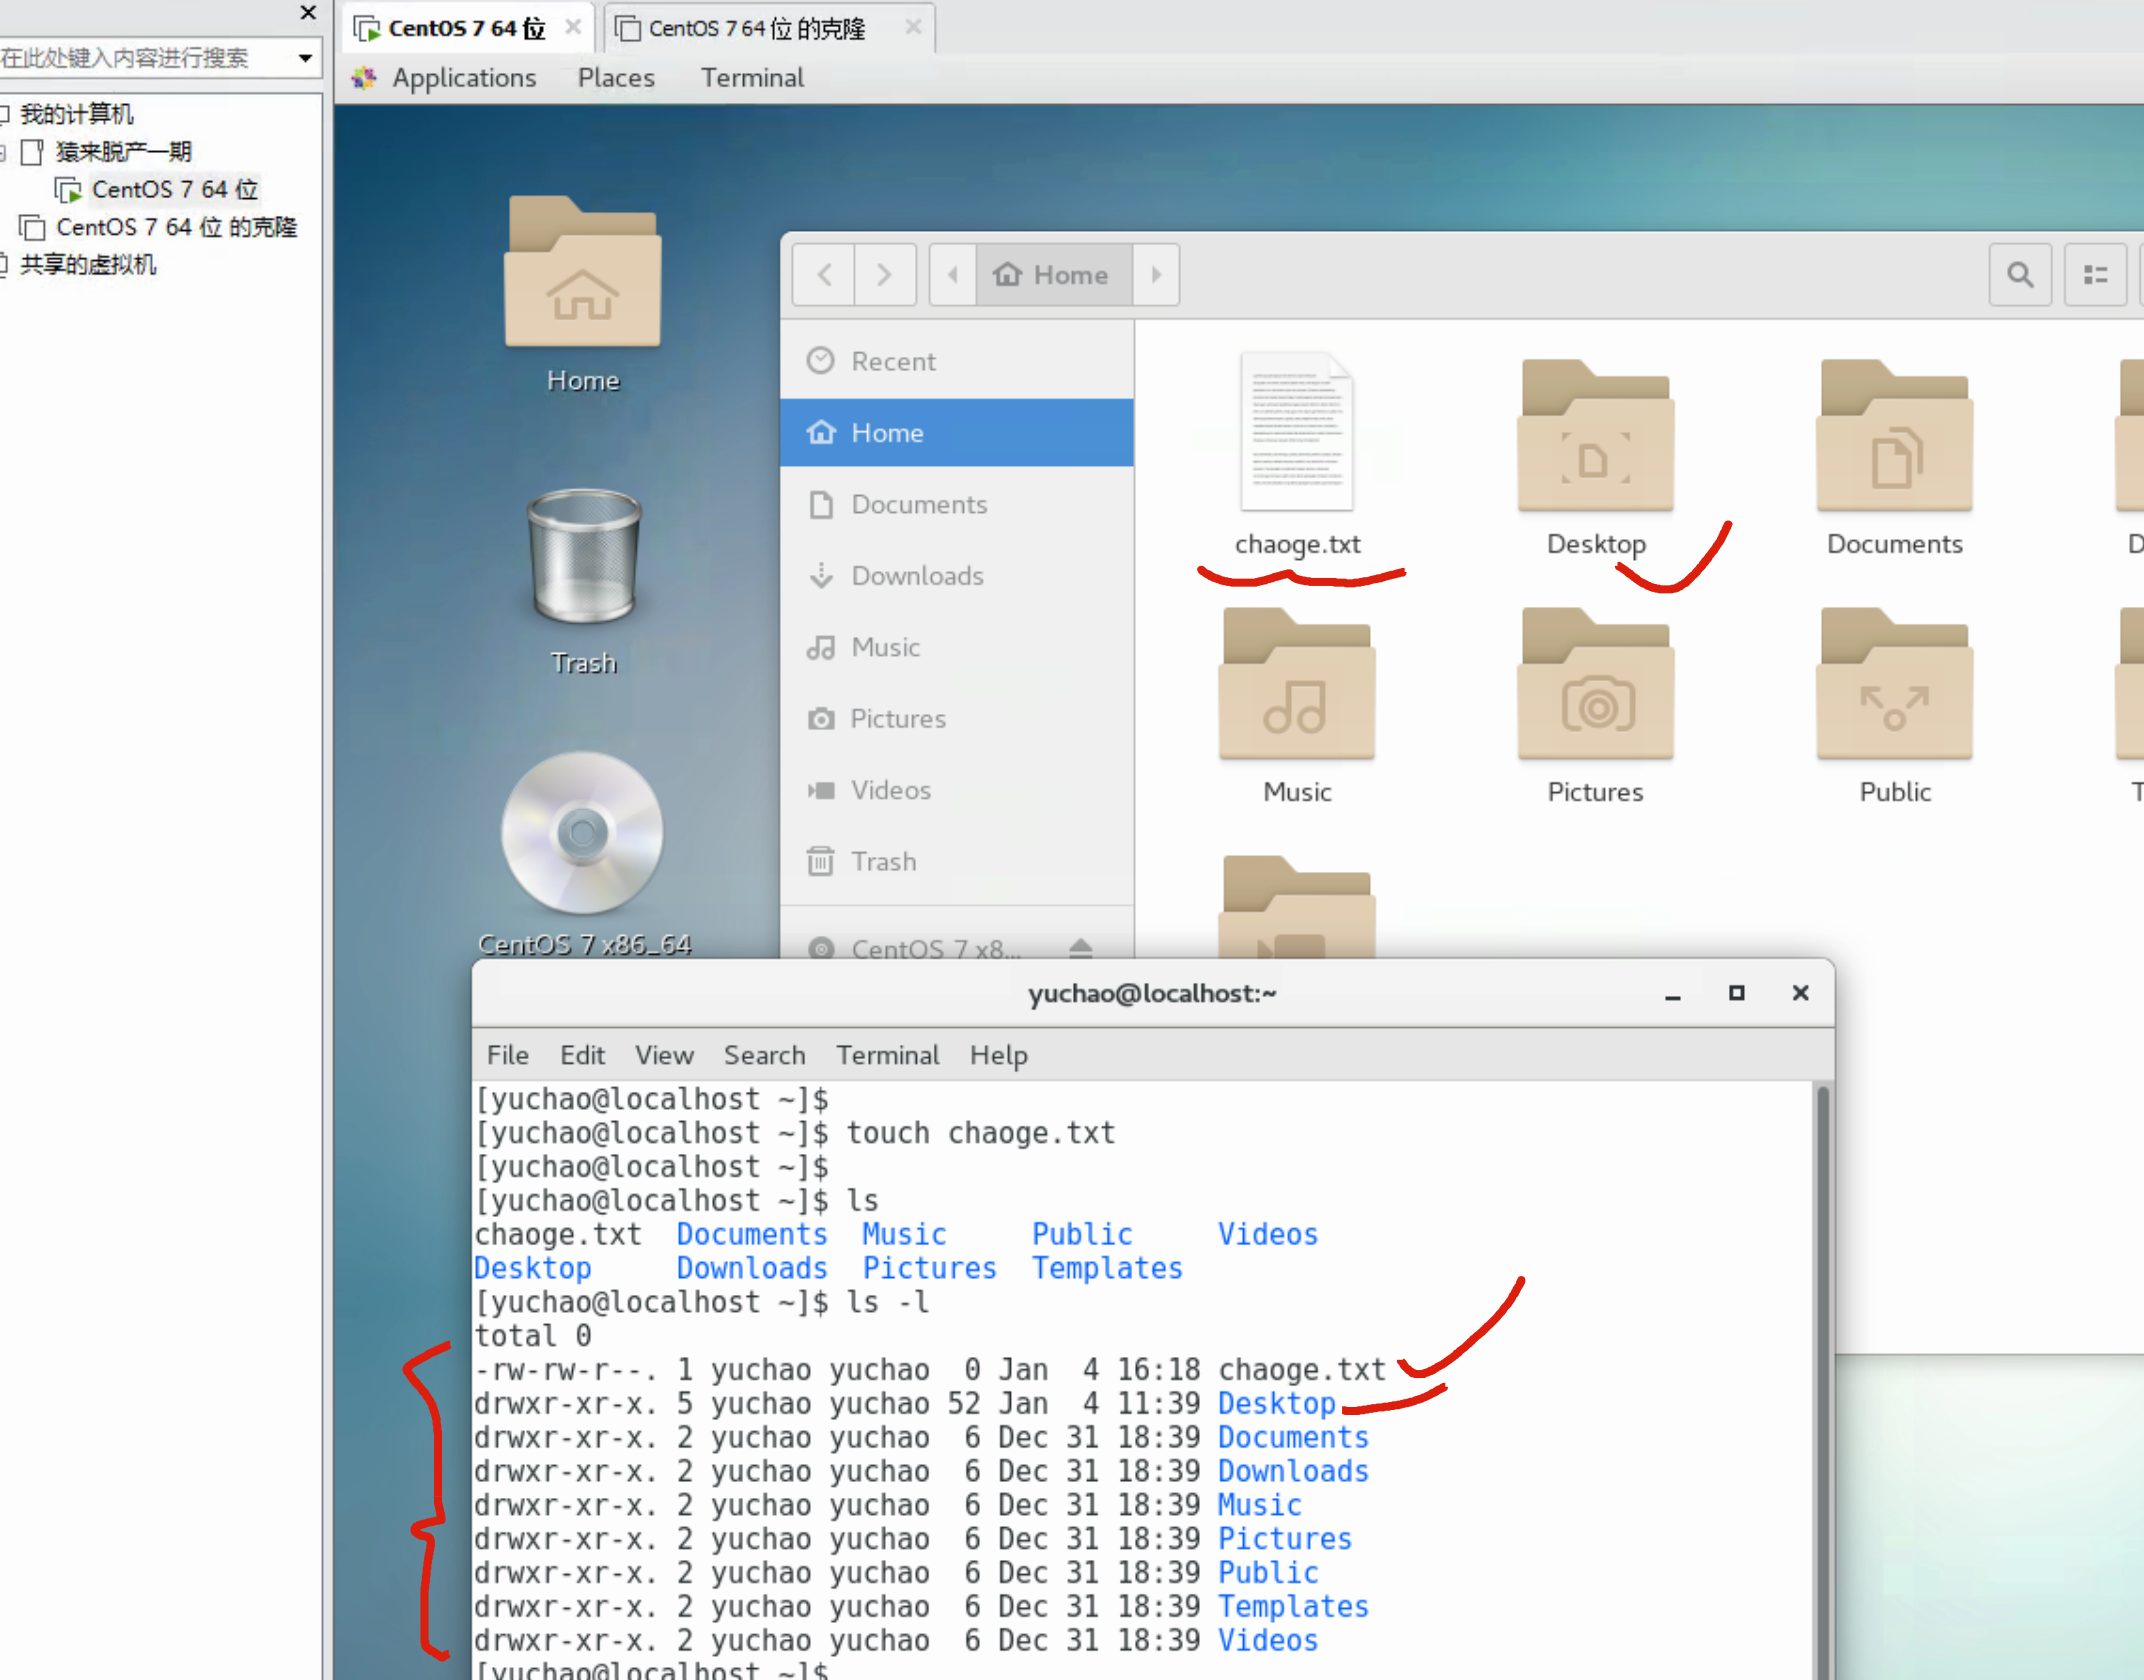 在此处键入内容进行搜索
我的计算机
猿来脱产一期
CentOS 7 64 位
CentOS 7 64 位 的克隆
共享的虚拟机
CentOS 7 64 位
CentOS 7 64 位 的克隆
Applications Places Terminal
Home
Trash
CentOS 7 x86_64
Home
Recent
Home
Documents
Downloads
Music
Pictures
Videos
Trash
CentOS 7 x8...
chaoge.txt Desktop Documents D
Music Pictures Public T
yuchao@localhost:~
File Edit View Search Terminal Help
[yuchao@localhost ~]$
[yuchao@localhost ~]$ touch chaoge.txt
[yuchao@localhost ~]$
[yuchao@localhost ~]$ ls
chaoge.txt Documents Music Public Videos
Desktop Downloads Pictures Templates
[yuchao@localhost ~]$ ls -l
total 0
-rw-rw-r--. 1 yuchao yuchao 0 Jan 4 16:18 chaoge.txt
drwxr-xr-x. 5 yuchao yuchao 52 Jan 4 11:39 Desktop
drwxr-xr-x. 2 yuchao yuchao 6 Dec 31 18:39 Documents
drwxr-xr-x. 2 yuchao yuchao 6 Dec 31 18:39 Downloads
drwxr-xr-x. 2 yuchao yuchao 6 Dec 31 18:39 Music
drwxr-xr-x. 2 yuchao yuchao 6 Dec 31 18:39 Pictures
drwxr-xr-x. 2 yuchao yuchao 6 Dec 31 18:39 Public
drwxr-xr-x. 2 yuchao yuchao 6 Dec 31 18:39 Templates
drwxr-xr-x. 2 yuchao yuchao 6 Dec 31 18:39 Videos
[yuchao@localhost ~]$